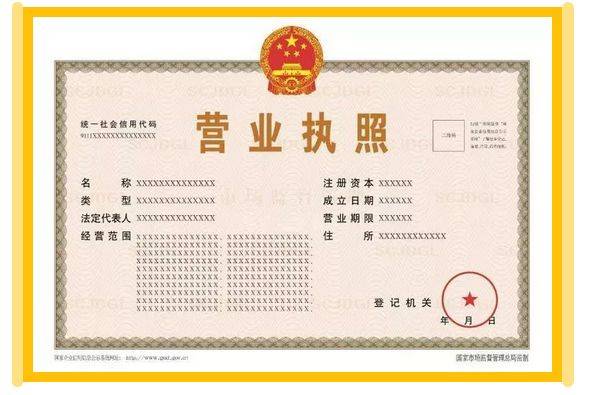 统一社会信用代码
9111XXXXXXXXXXXXXX
营业执照
二维码
名 称 XXXXXXXXXXXXXX
类 型 XXXXXXXXXXXXXX
法定代表人 XXXXXXXXXXXXXX
经营范围
注册资本 XXXXXX
成立日期 XXXXXX
营业期限 XXXXXX
住 所 XXXXXXXXXXXX
登记机关
年 月 日
国家企业信用信息公示系统网址: http://www.gsxt.gov.cn
国家市场监督管理总局监制